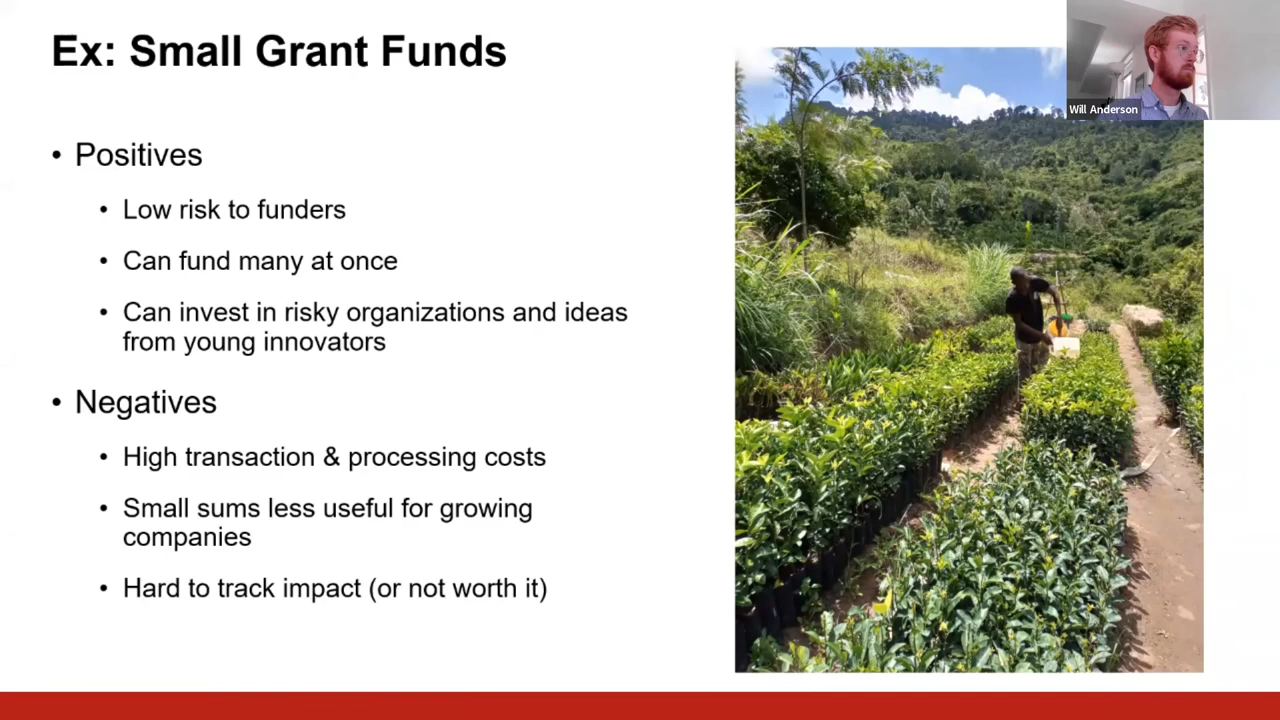 Ex: Small Grant Funds
Will Anderson
• Positives
• Low risk to funders
• Can fund many at once
• Can invest in risky organizations and ideas
from young innovators
• Negatives
• High transaction & processing costs
• Small sums less useful for growing
companies
• Hard to track impact (or not worth it)